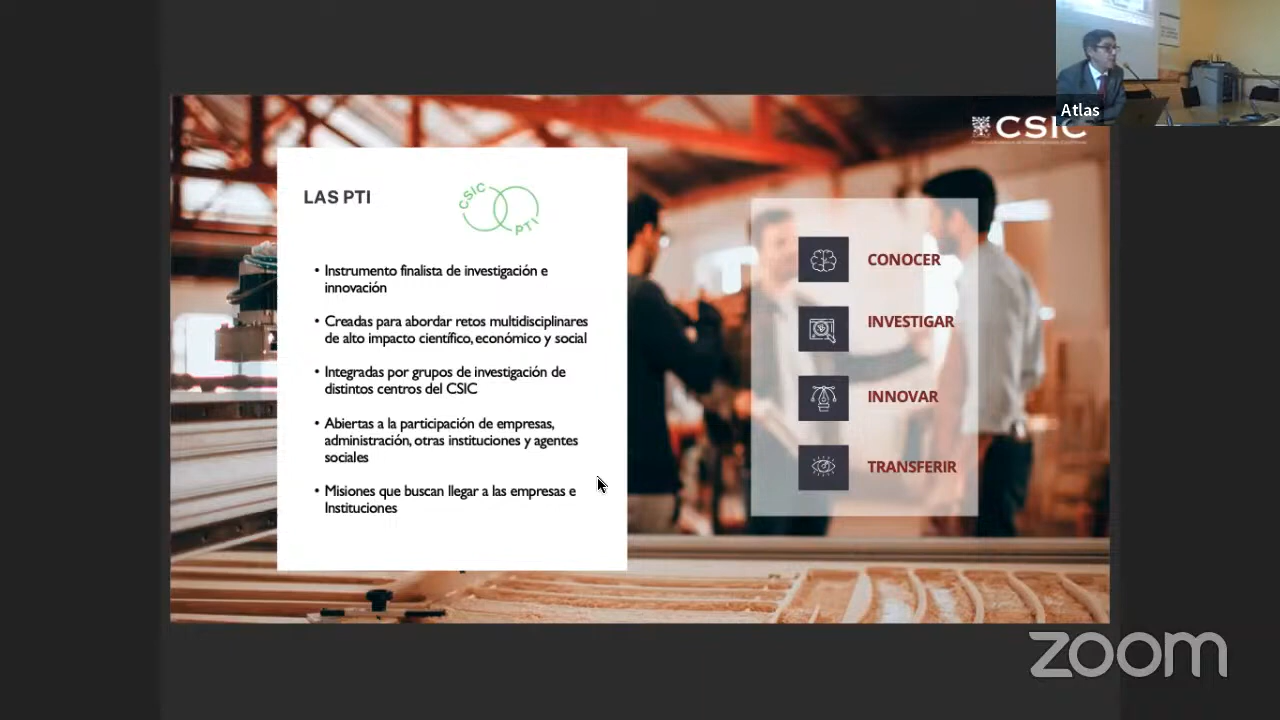 Atlas
CSIC
LAS PTI
CSIC
PTI
• Instrumento finalista de investigación e
innovación
• Creadas para abordar retos multidisciplinares
de alto impacto científico, económico y social
• Integradas por grupos de investigación de
distintos centros del CSIC
• Abiertas a la participación de empresas,
administración, otras instituciones y agentes
sociales
• Misiones que buscan llegar a las empresas e
Instituciones
CONOCER
INVESTIGAR
INNOVAR
TRANSFERIR
zoom